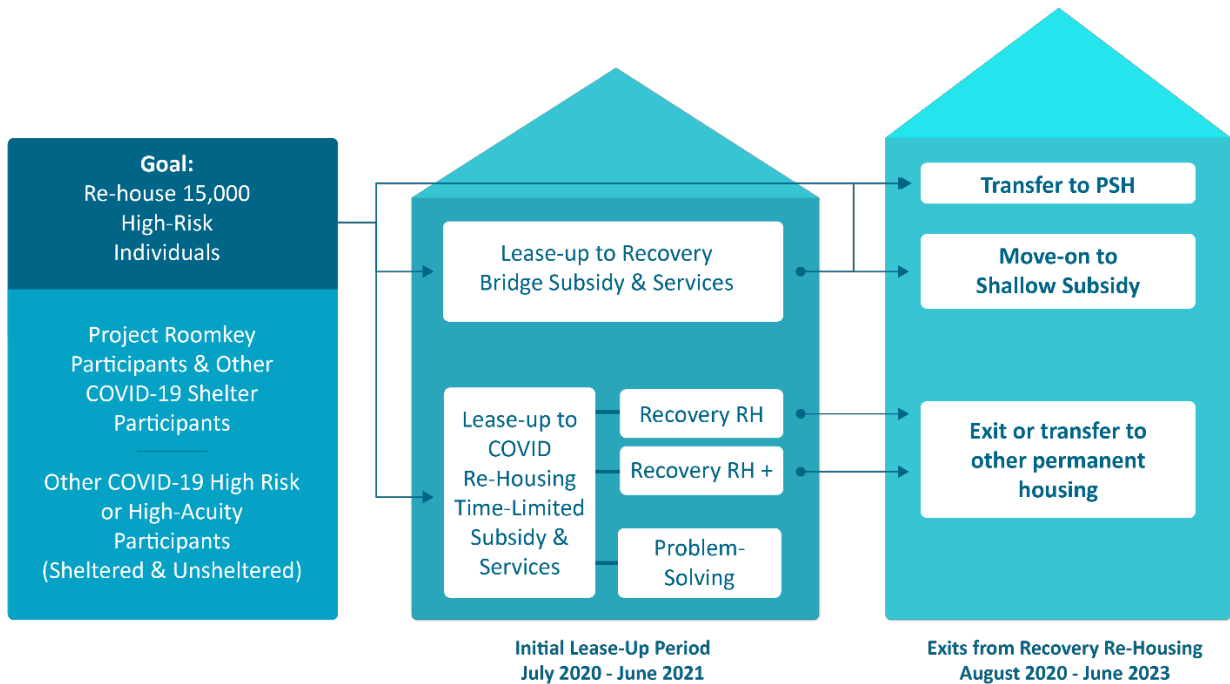 Goal:
Re-house 15,000
High-Risk
Individuals
Project Roomkey
Participants & Other
COVID-19 Shelter
Participants
Other COVID-19 High Risk
or High-Acuity
Participants
(Sheltered & Unsheltered)
Lease-up to Recovery
Bridge Subsidy & Services
Lease-up to
COVID
Re-Housing
Time-Limited
Subsidy &
Services
Recovery RH
Recovery RH +
Problem-
Solving
Initial Lease-Up Period
July 2020 - June 2021
Transfer to PSH
Move-on to
Shallow Subsidy
Exit or transfer to
other permanent
housing
Exits from Recovery Re-Housing
August 2020 - June 2023